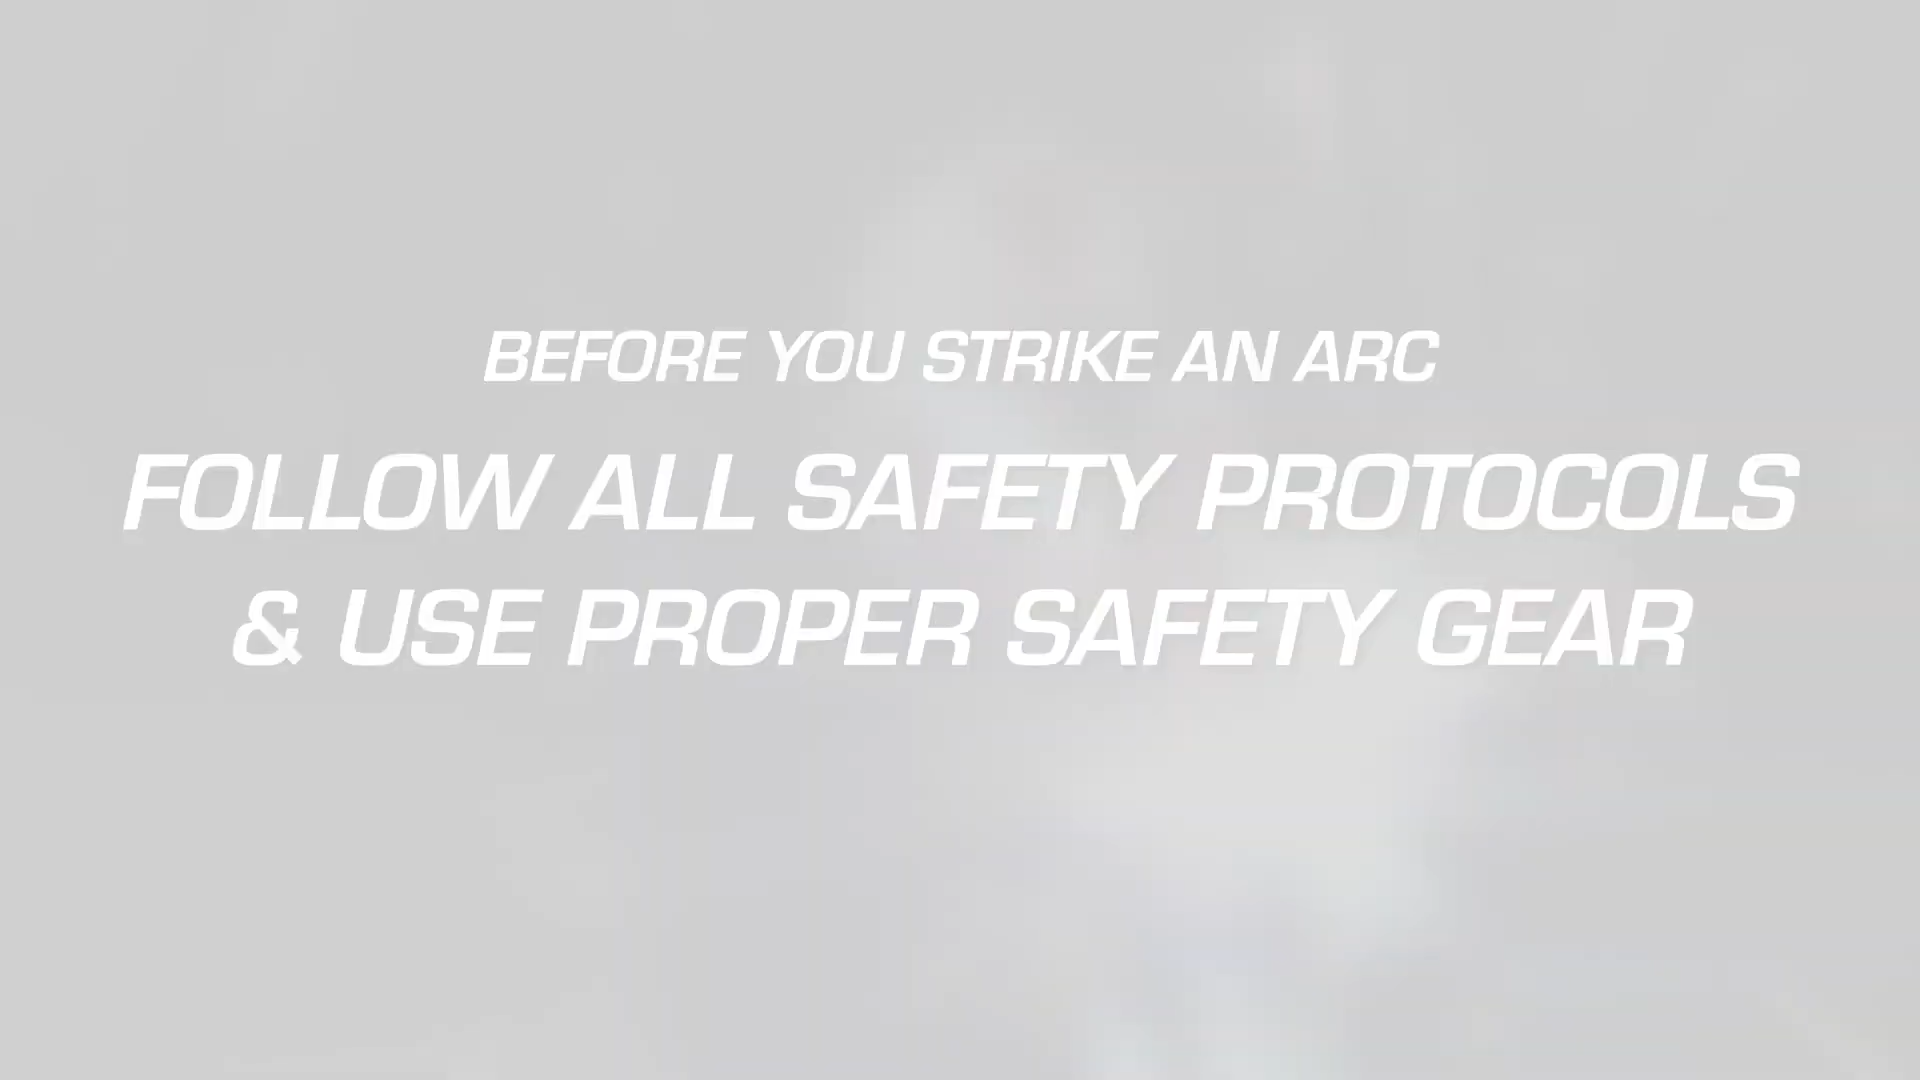 BEFORE YOU STRIKE AN ARC
FOLLOW ALL SAFETY PROTOCOLS
& USE PROPER SAFETY GEAR